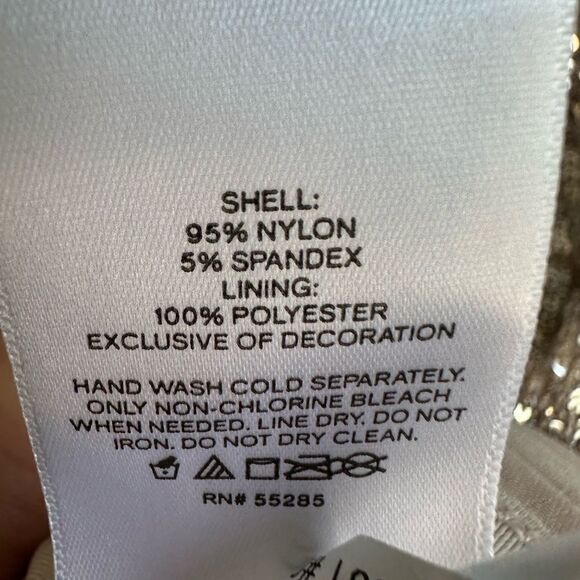 SHELL:
95% NYLON
5% SPANDEX
LINING:
100% POLYESTER
EXCLUSIVE OF DECORATION
HAND WASH COLD SEPARATELY.
ONLY NON-CHLORINE BLEACH
WHEN NEEDED. LINE DRY. DO NOT
IRON. DO NOT DRY CLEAN.
RN# 55285